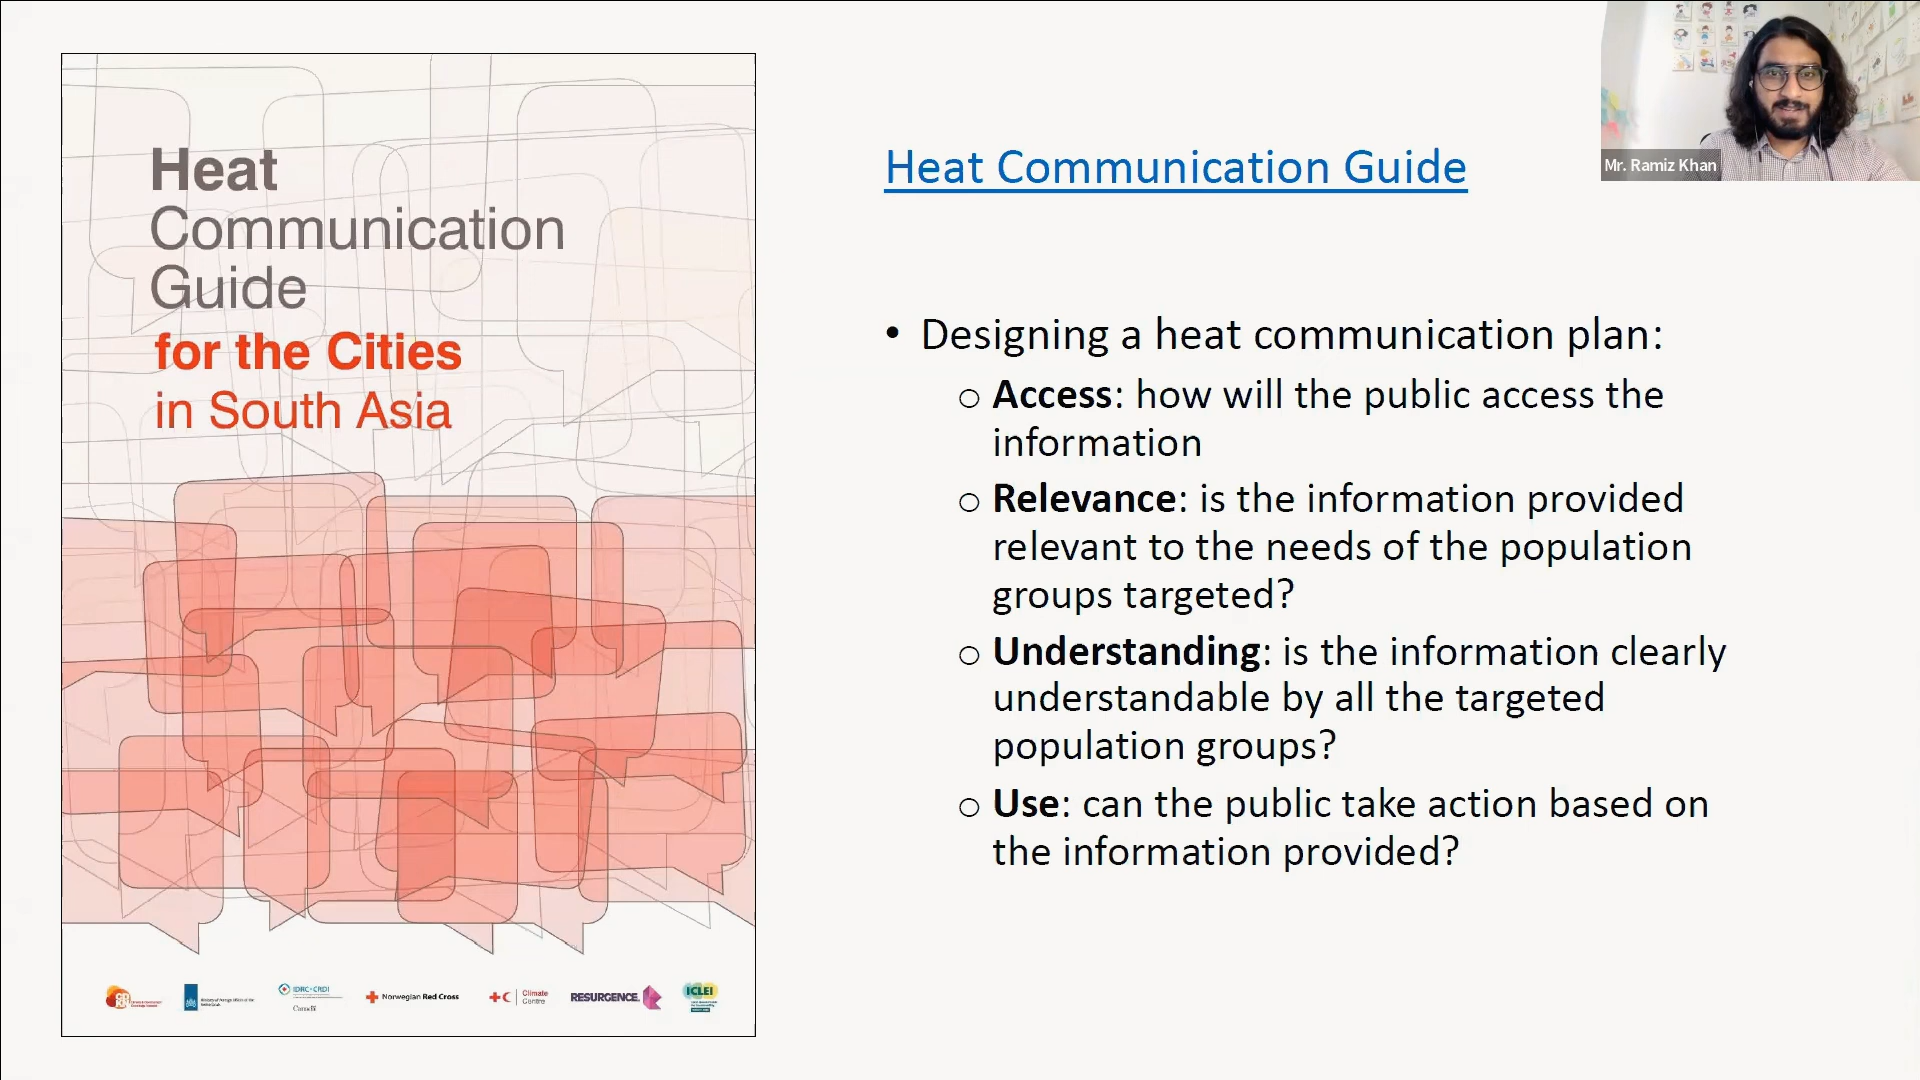 Heat
Communication
Guide
for the Cities
in South Asia
IDRC • CRDI
Canada
Norwegian Red Cross
Climate
Centre
RESURGENCE.
ICLEI
Heat Communication Guide
Mr. Ramiz Khan
• Designing a heat communication plan:
○ Access: how will the public access the
information
○ Relevance: is the information provided
relevant to the needs of the population
groups targeted?
○ Understanding: is the information clearly
understandable by all the targeted
population groups?
○ Use: can the public take action based on
the information provided?